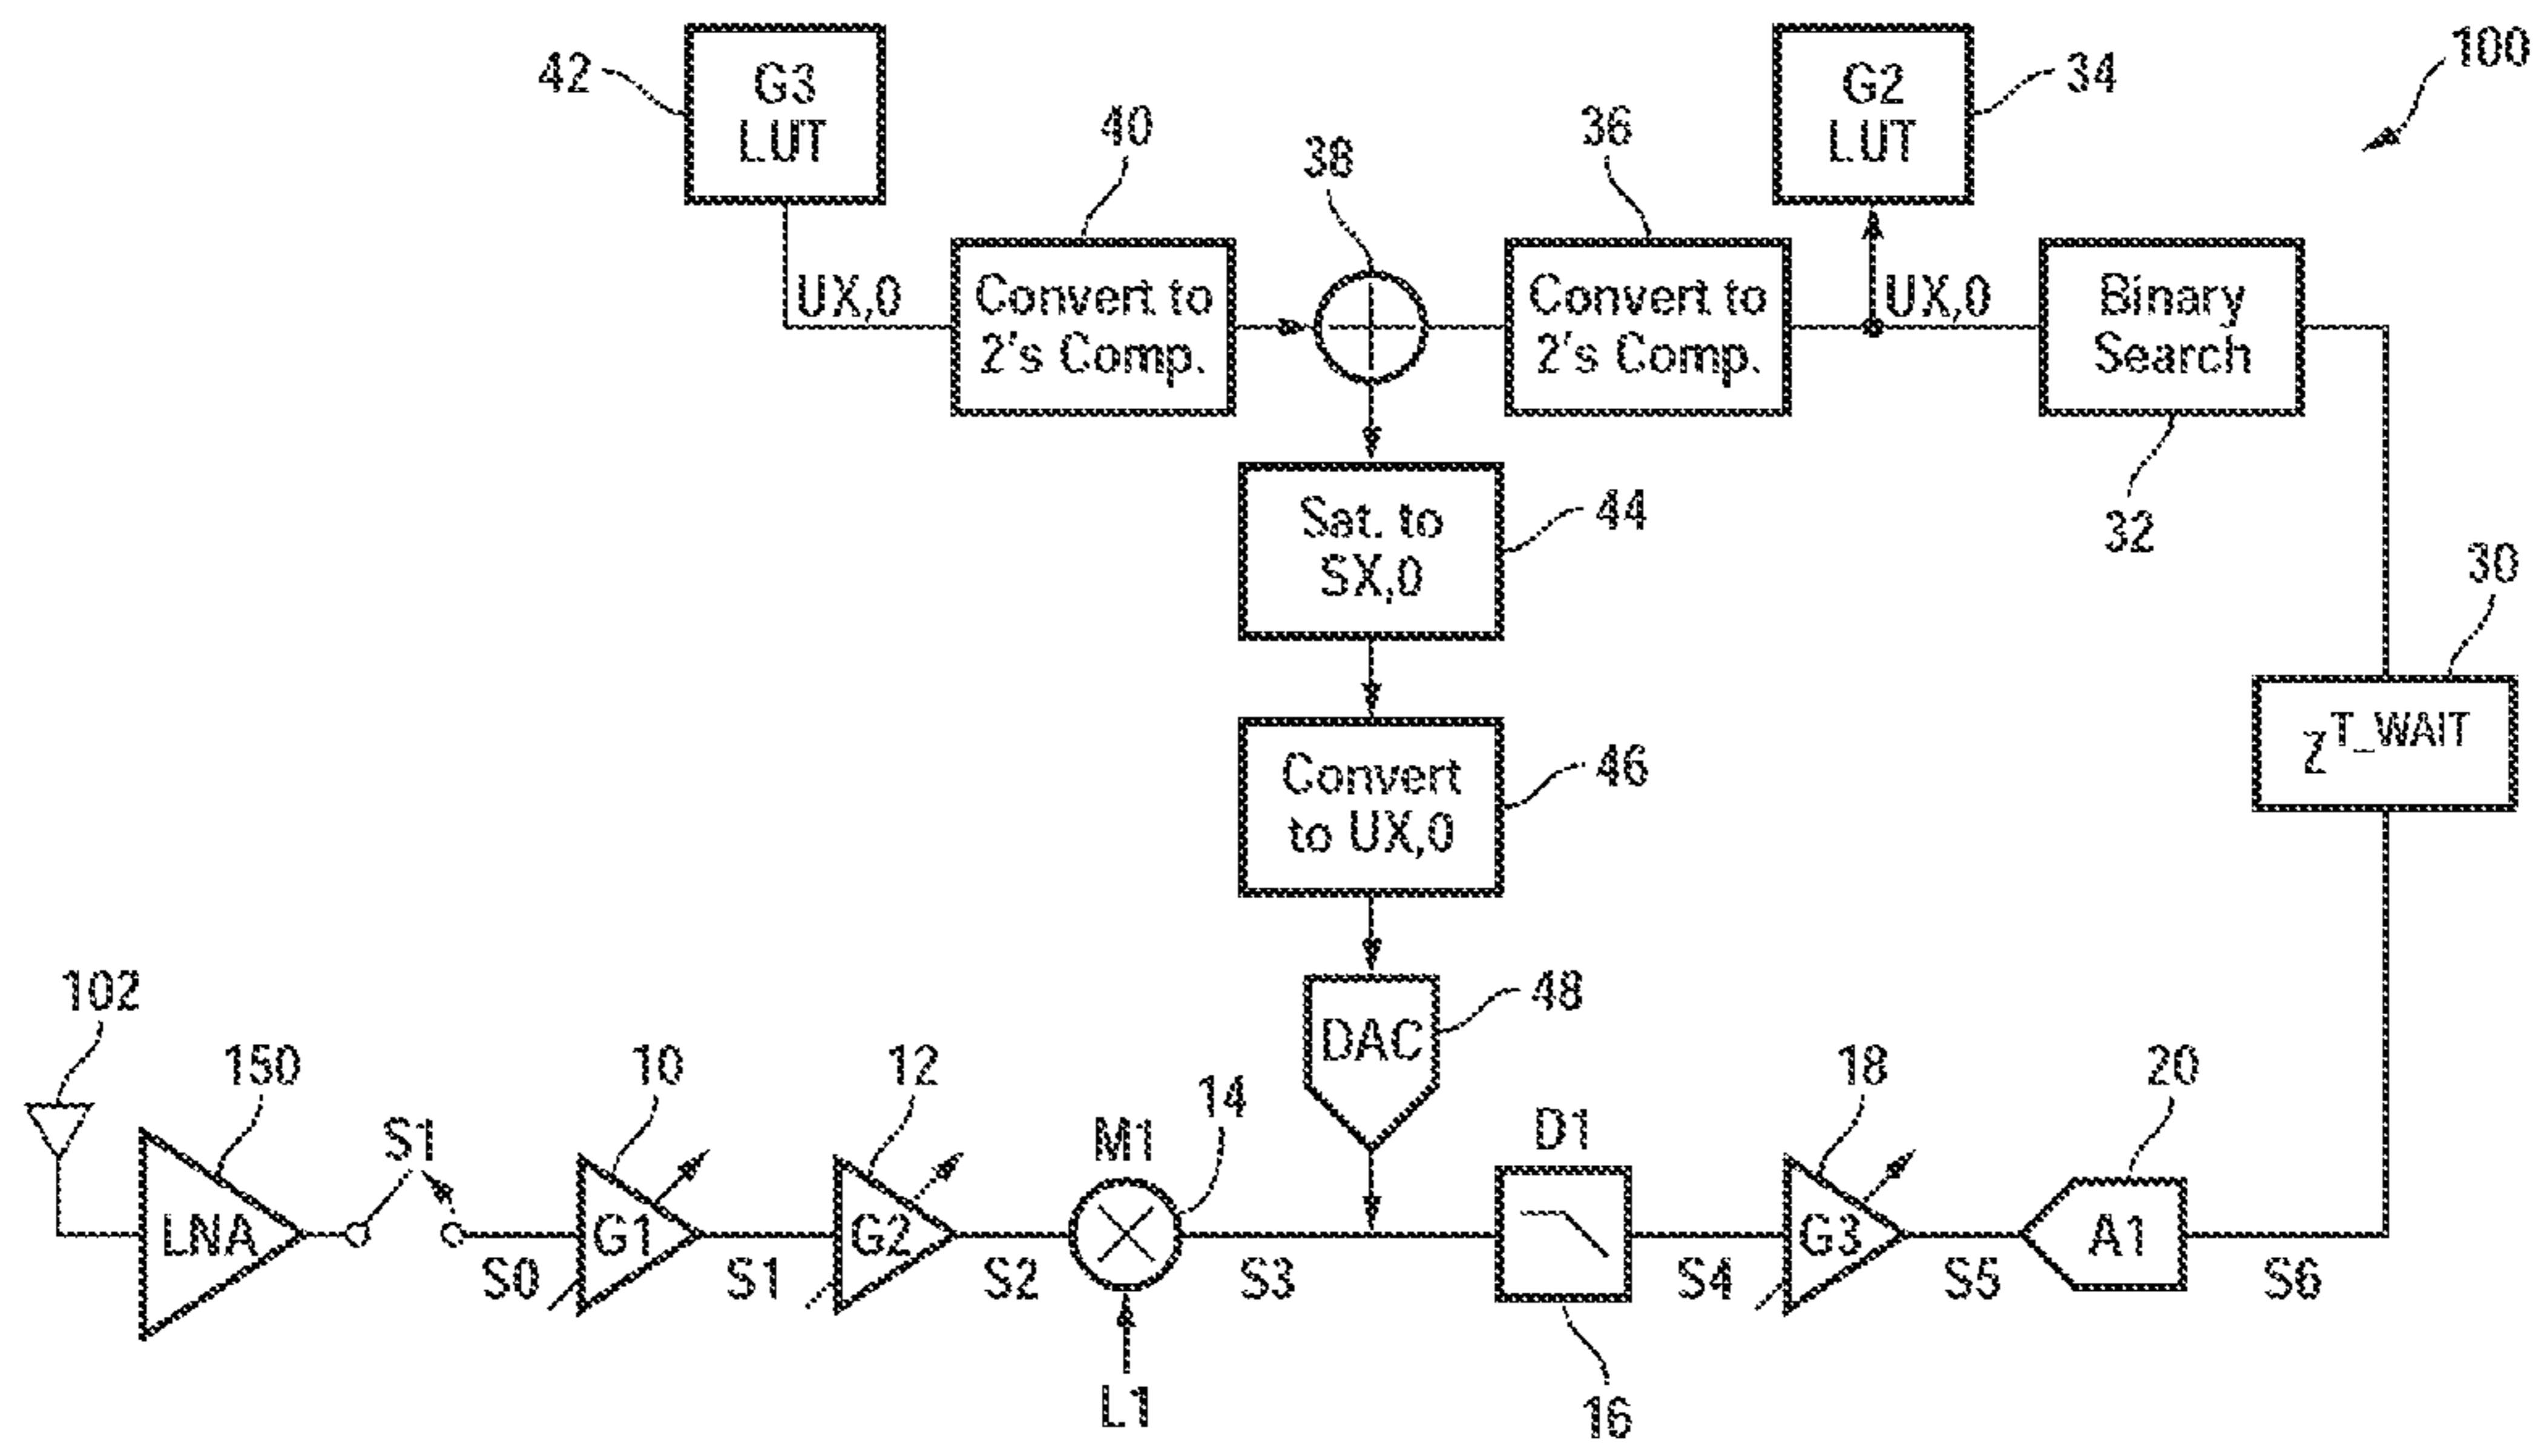 42
G3
LUT
40
38
36
G2
LUT
34
100
UX,0
Convert to
2's Comp.
Convert to
2's Comp.
UX,0
Binary
Search
32
Sat. to
SX,0
44
30
Z T_WAIT
Convert
to UX,0
46
DAC
48
102
150
LNA
S1
S0
10
G1
S1
12
G2
S2
M1
14
L1
S3
D1
16
S4
18
G3
S5
20
A1
S6